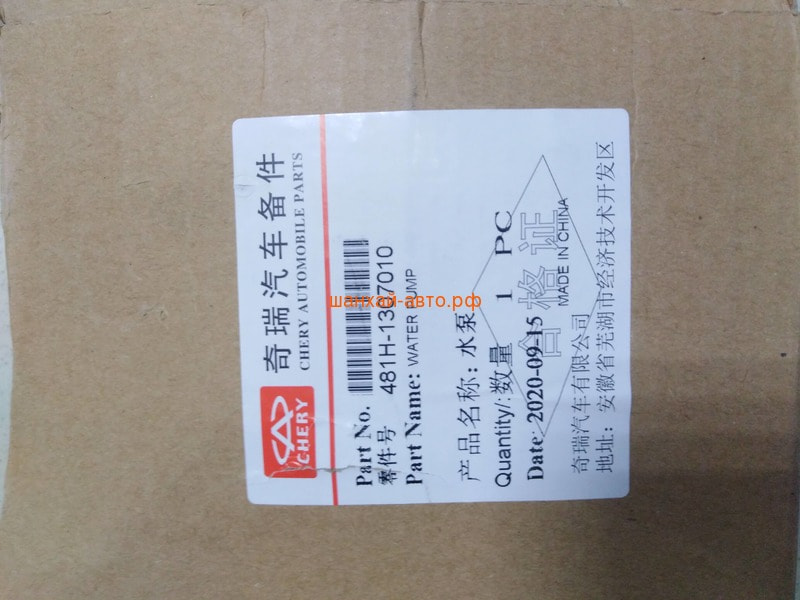 CHERY
奇瑞汽车备件
CHERY AUTOMOBILE PARTS
Part No.
零件号 481H-1307010
Part Name: WATER PUMP
产品名称: 水泵
Quantity/: 数量 1 PC
Date: 2020-09-15
合格证
MADE IN CHINA
奇瑞汽车有限公司
地址: 安徽省芜湖市经济技术开发区
шанхай-авто.рф